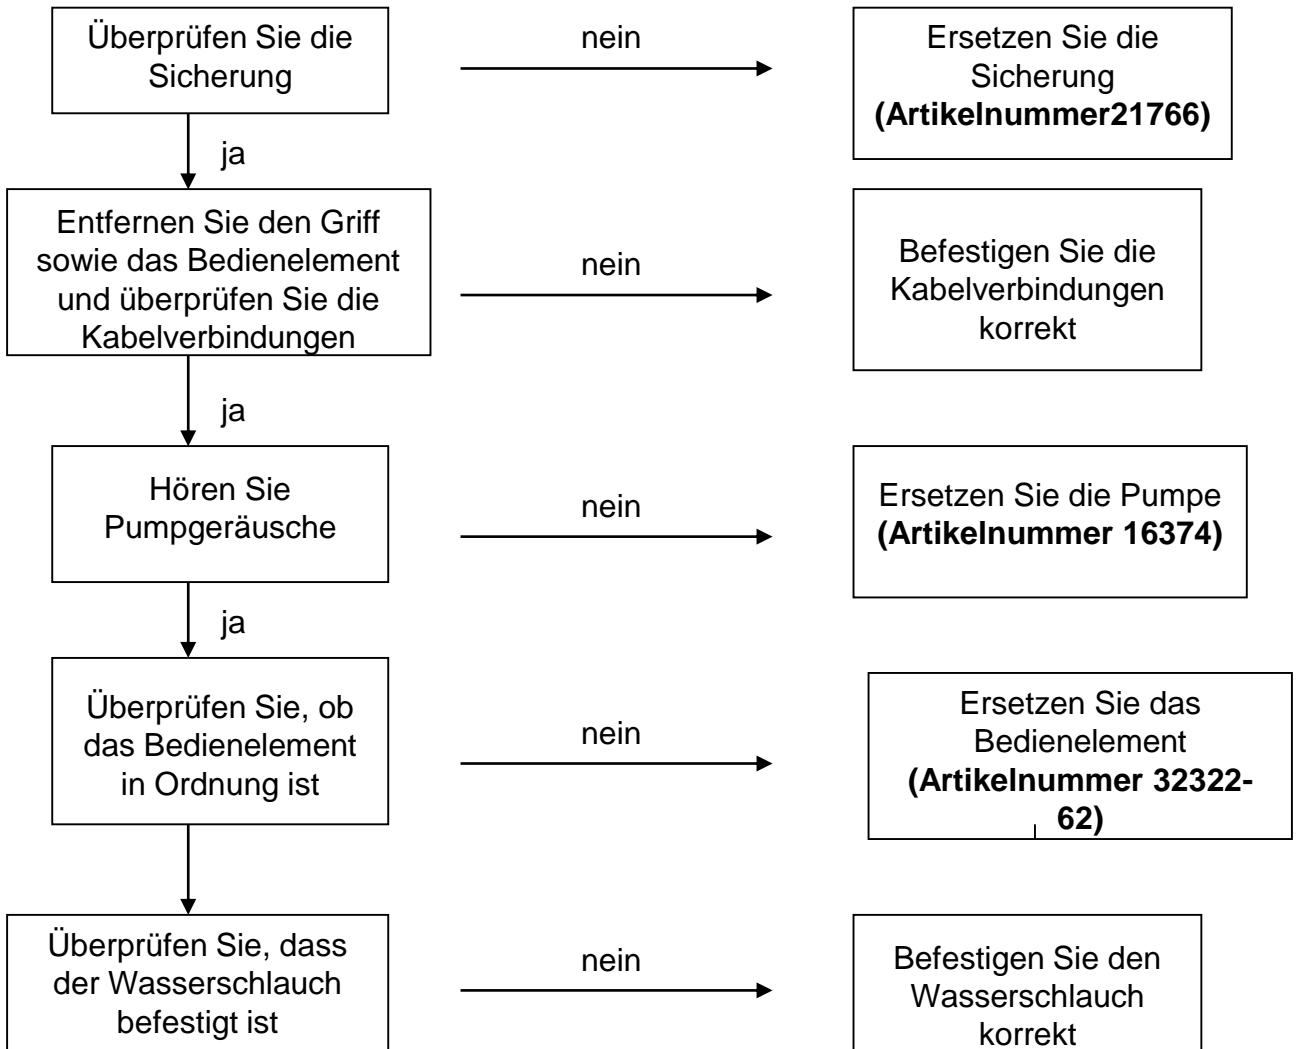 Überprüfen Sie die
Sicherung
nein
Ersetzen Sie die
Sicherung
(Artikelnummer21766)
ja
Entfernen Sie den Griff
sowie das Bedienelement
und überprüfen Sie die
Kabelverbindungen
nein
Befestigen Sie die
Kabelverbindungen
korrekt
ja
Hören Sie
Pumpgeräusche
nein
Ersetzen Sie die Pumpe
(Artikelnummer 16374)
ja
Überprüfen Sie, ob
das Bedienelement
in Ordnung ist
nein
Ersetzen Sie das
Bedienelement
(Artikelnummer 32322-
62)
Überprüfen Sie, dass
der Wasserschlauch
befestigt ist
nein
Befestigen Sie den
Wasserschlauch
korrekt